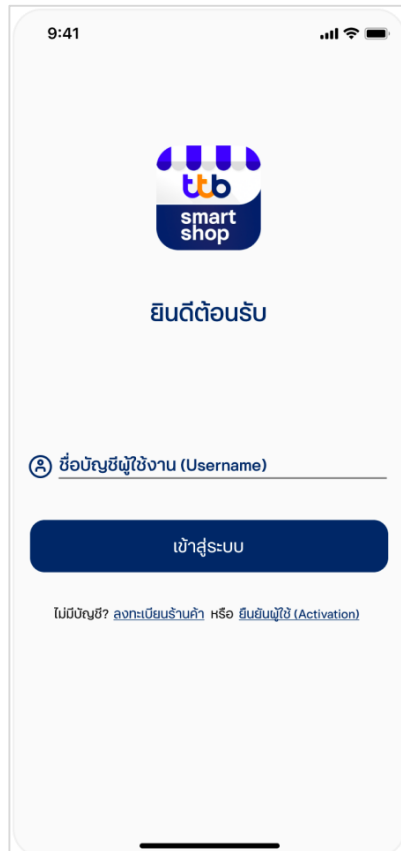 9:41
ttb
smart
shop
ยินดีต้อนรับ
ชื่อบัญชีผู้ใช้งาน (Username)
เข้าสู่ระบบ
ไม่มีบัญชี? ลงทะเบียนร้านค้า หรือ ยืนยันผู้ใช้ (Activation)